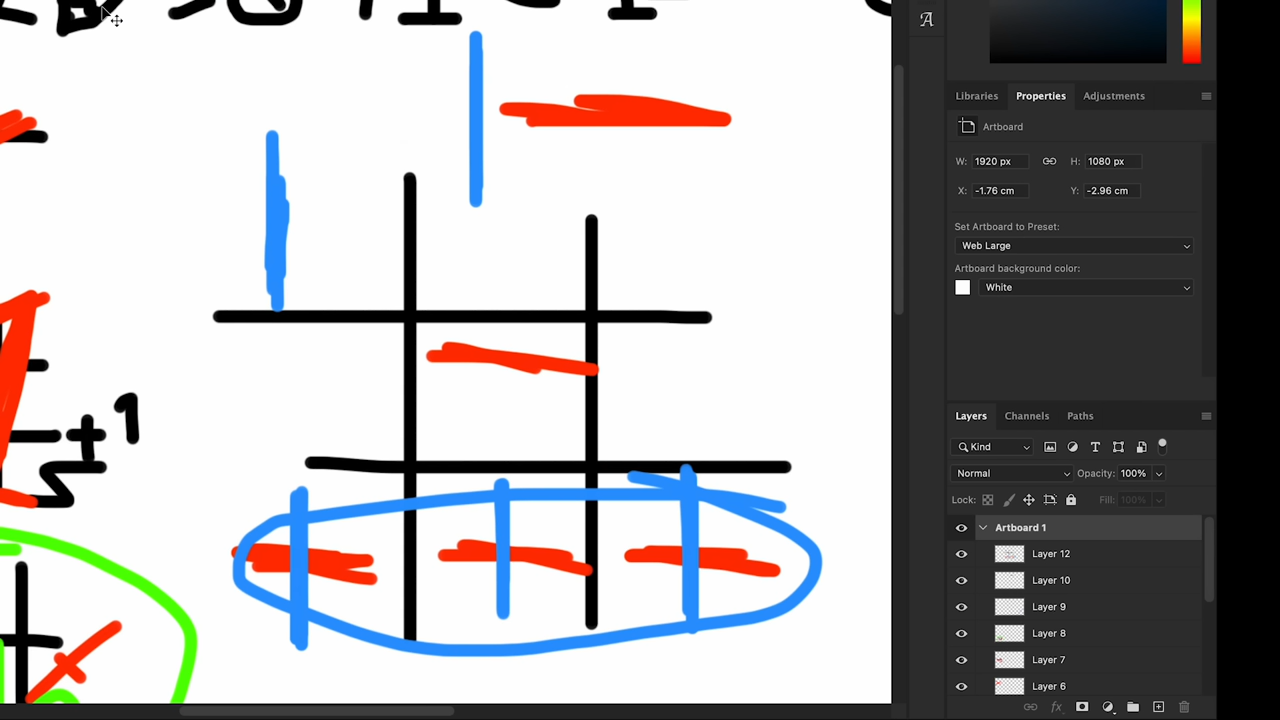 A
Libraries Properties Adjustments
Artboard
W: 1920 px H: 1080 px
X: -1.76 cm Y: -2.96 cm
Set Artboard to Preset:
Web Large
Artboard background color:
White
+1
Layers Channels Paths
Kind
Normal Opacity: 100%
Lock: Fill: 100%
Artboard 1
Layer 12
Layer 10
Layer 9
Layer 8
Layer 7
Layer 6
fx